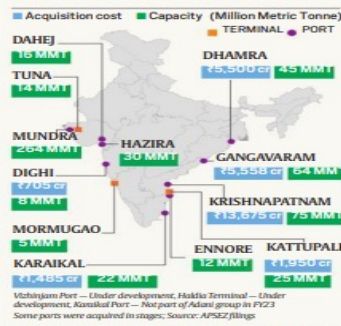 Acquisition cost Capacity (Million Metric Tonne)
TERMINAL PORT
DAHEJ
16 MMT
TUNA
14 MMT
MUNDRA
264 MMT
DIGHI
₹705 cr
8 MMT
MORMUGAO
5 MMT
KARAIKAL
₹1,485 cr 22 MMT
HAZIRA
30 MMT
DHAMRA
₹5,500 cr 45 MMT
GANGAVARAM
₹5,558 cr 64 MM
KRISHNAPATNAM
₹13,675 cr 75 MM
ENNORE
12 MMT
KATTUPALI
₹1,950 cr
25 MMT
Vizhinjam Port — Under development, Haldia Terminal — Under
development, Karaikal Port — Not part of Adani group in FY23
Some ports were acquired in stages; Source: APSEZ filings